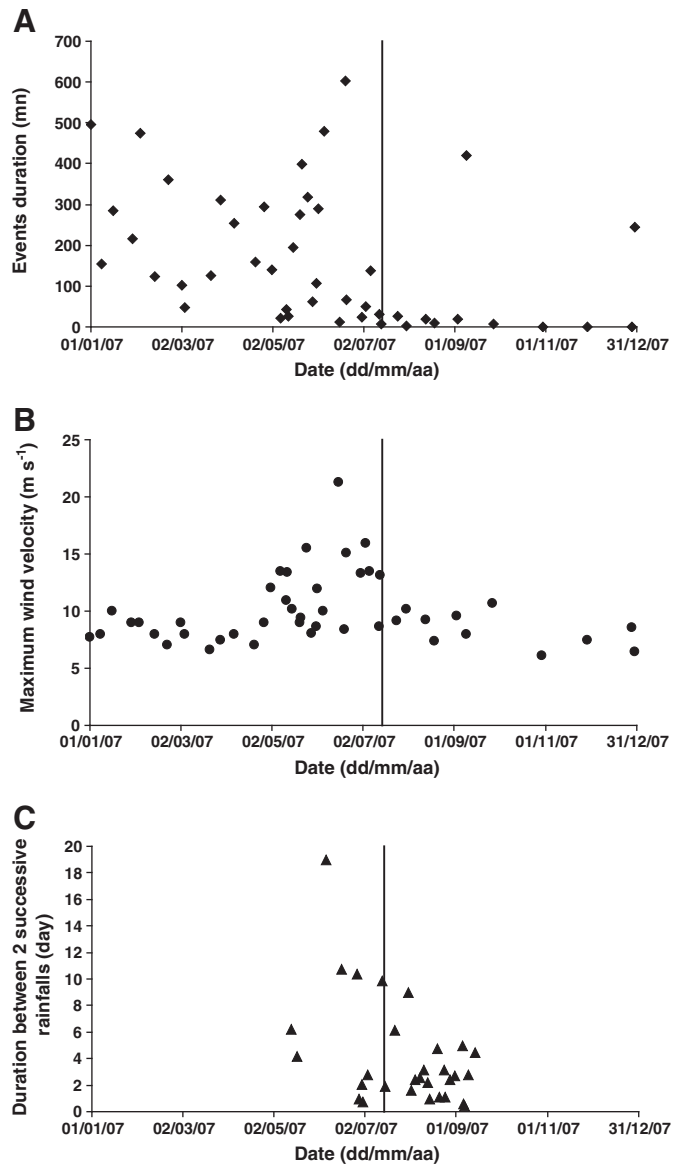 A
700
600
500
400
300
200
100
0
Events duration (mn)
01/01/07 02/03/07 02/05/07 02/07/07 01/09/07 01/11/07 31/12/07
Date (dd/mm/aa)
B
25
20
15
10
5
0
Maximum wind velocity (m s⁻¹)
01/01/07 02/03/07 02/05/07 02/07/07 01/09/07 01/11/07 31/12/07
Date (dd/mm/aa)
C
20
18
16
14
12
10
8
6
4
2
0
Duration between 2 successive
rainfalls (day)
01/01/07 02/03/07 02/05/07 02/07/07 01/09/07 01/11/07 31/12/07
Date (dd/mm/aa)